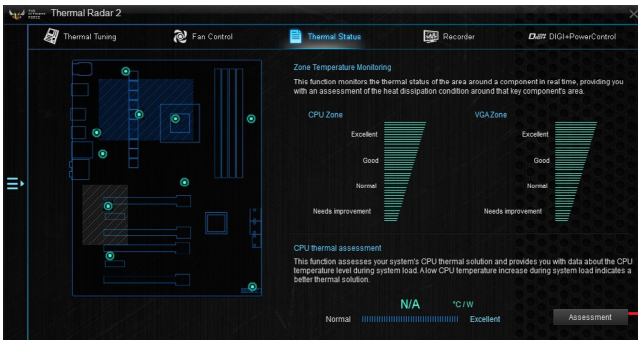 THE ULTIMATE FORCE Thermal Radar 2
Thermal Tuning
Fan Control
Thermal Status
Recorder
DIGI+PowerControl
Zone Temperature Monitoring
This function monitors the thermal status of the area around a component in real time, providing you
with an assessment of the heat dissipation condition around that key component's area.
CPU Zone
VGA Zone
Excellent
Excellent
Good
Good
Normal
Normal
Needs improvement
Needs improvement
CPU thermal assessment
This function assesses your system's CPU thermal solution and provides you with data about the CPU
temperature level during system load. A low CPU temperature increase during system load indicates a
better thermal solution.
N/A °C / W
Normal
Excellent
Assessment